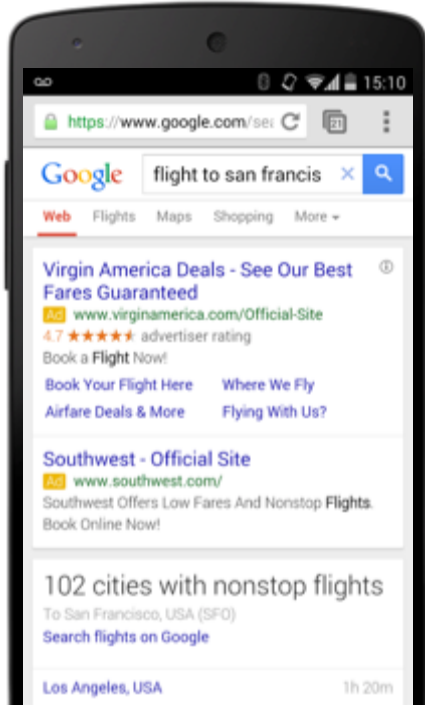 15:10
https://www.google.com/sea
21
Google
flight to san francis
Web Flights Maps Shopping More
Virgin America Deals - See Our Best
Fares Guaranteed
Ad www.virginamerica.com/Official-Site
4.7 ★★★★★ advertiser rating
Book a Flight Now!
Book Your Flight Here Where We Fly
Airfare Deals & More Flying With Us?
Southwest - Official Site
Ad www.southwest.com/
Southwest Offers Low Fares And Nonstop Flights.
Book Online Now!
102 cities with nonstop flights
To San Francisco, USA (SFO)
Search flights on Google
Los Angeles, USA 1h 20m